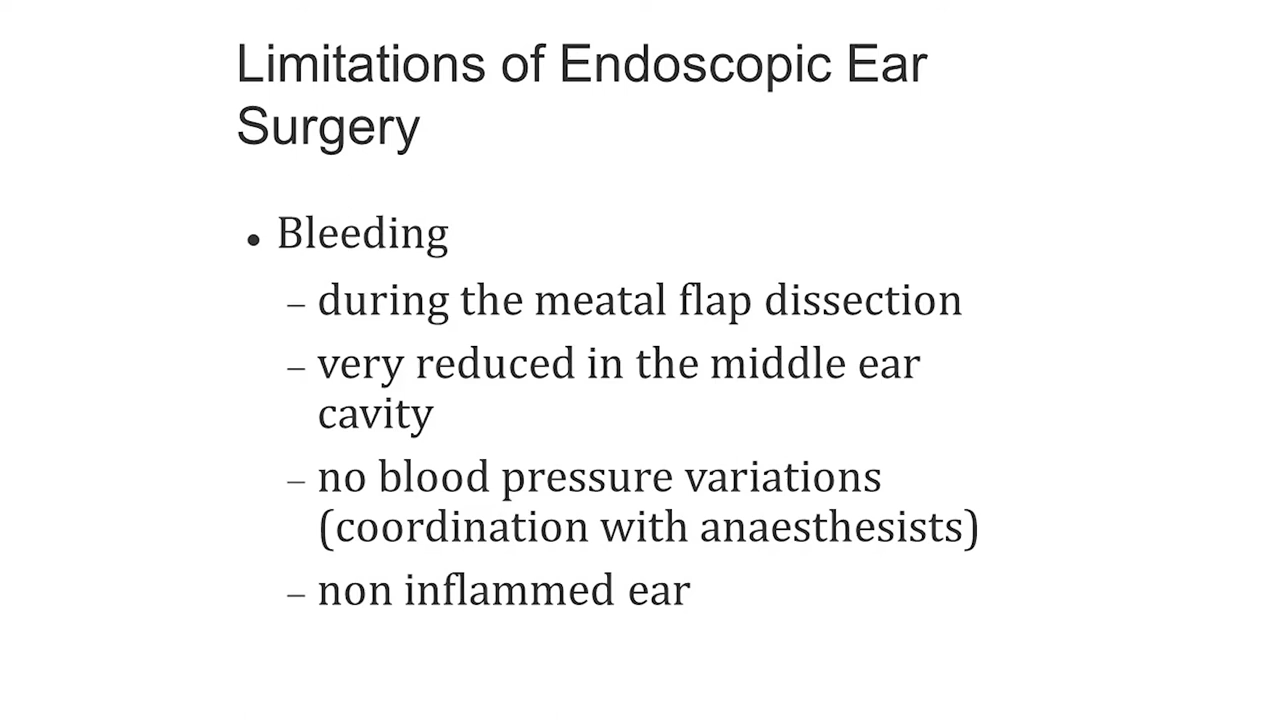 Limitations of Endoscopic Ear
Surgery
• Bleeding
– during the meatal flap dissection
– very reduced in the middle ear
cavity
– no blood pressure variations
(coordination with anaesthesists)
– non inflammed ear